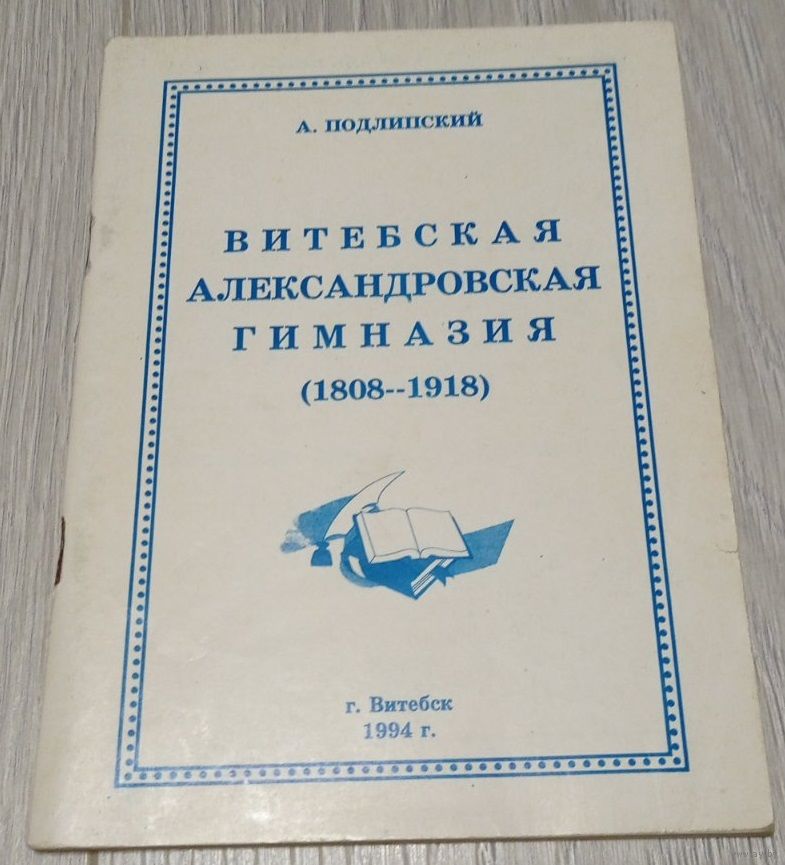 А. ПОДЛИПСКИЙ
ВИТЕБСКАЯ
АЛЕКСАНДРОВСКАЯ
ГИМНАЗИЯ
(1808--1918)
г. Витебск
1994 г.